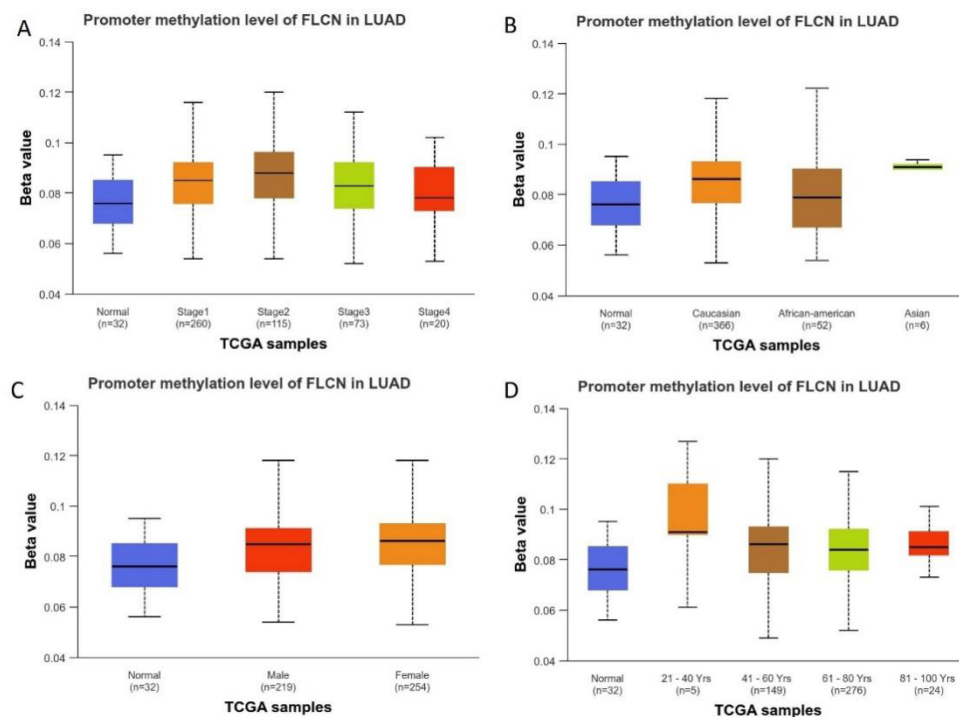 A
Promoter methylation level of FLCN in LUAD
Beta value
0.14
0.12
0.1
0.08
0.06
0.04
Normal
(n=32)
Stage1
(n=260)
Stage2
(n=115)
Stage3
(n=73)
Stage4
(n=20)
TCGA samples
B
Promoter methylation level of FLCN in LUAD
Beta value
0.14
0.12
0.1
0.08
0.06
0.04
Normal
(n=32)
Caucasian
(n=366)
African-american
(n=52)
Asian
(n=6)
TCGA samples
C
Promoter methylation level of FLCN in LUAD
Beta value
0.14
0.12
0.1
0.08
0.06
0.04
Normal
(n=32)
Male
(n=219)
Female
(n=254)
TCGA samples
D
Promoter methylation level of FLCN in LUAD
Beta value
0.14
0.12
0.1
0.08
0.06
0.04
Normal
(n=32)
21 - 40 Yrs
(n=5)
41 - 60 Yrs
(n=149)
61 - 80 Yrs
(n=276)
81 - 100 Yrs
(n=24)
TCGA samples